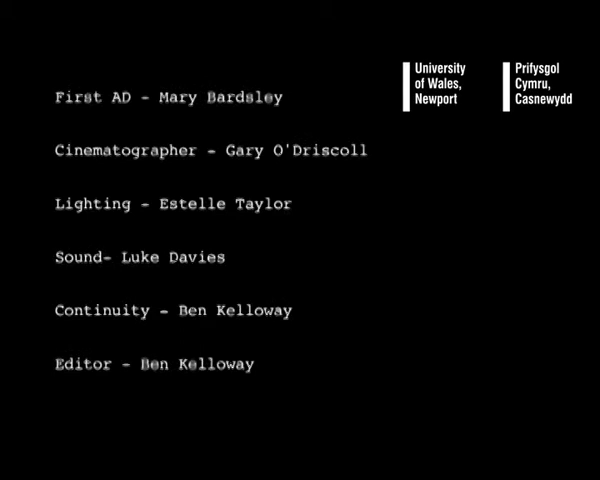 First AD - Mary Bardsley
Cinematographer - Gary O'Driscoll
Lighting - Estelle Taylor
Sound- Luke Davies
Continuity - Ben Kelloway
Editor - Ben Kelloway
University
of Wales,
Newport
Prifysgol
Cymru,
Casnewydd